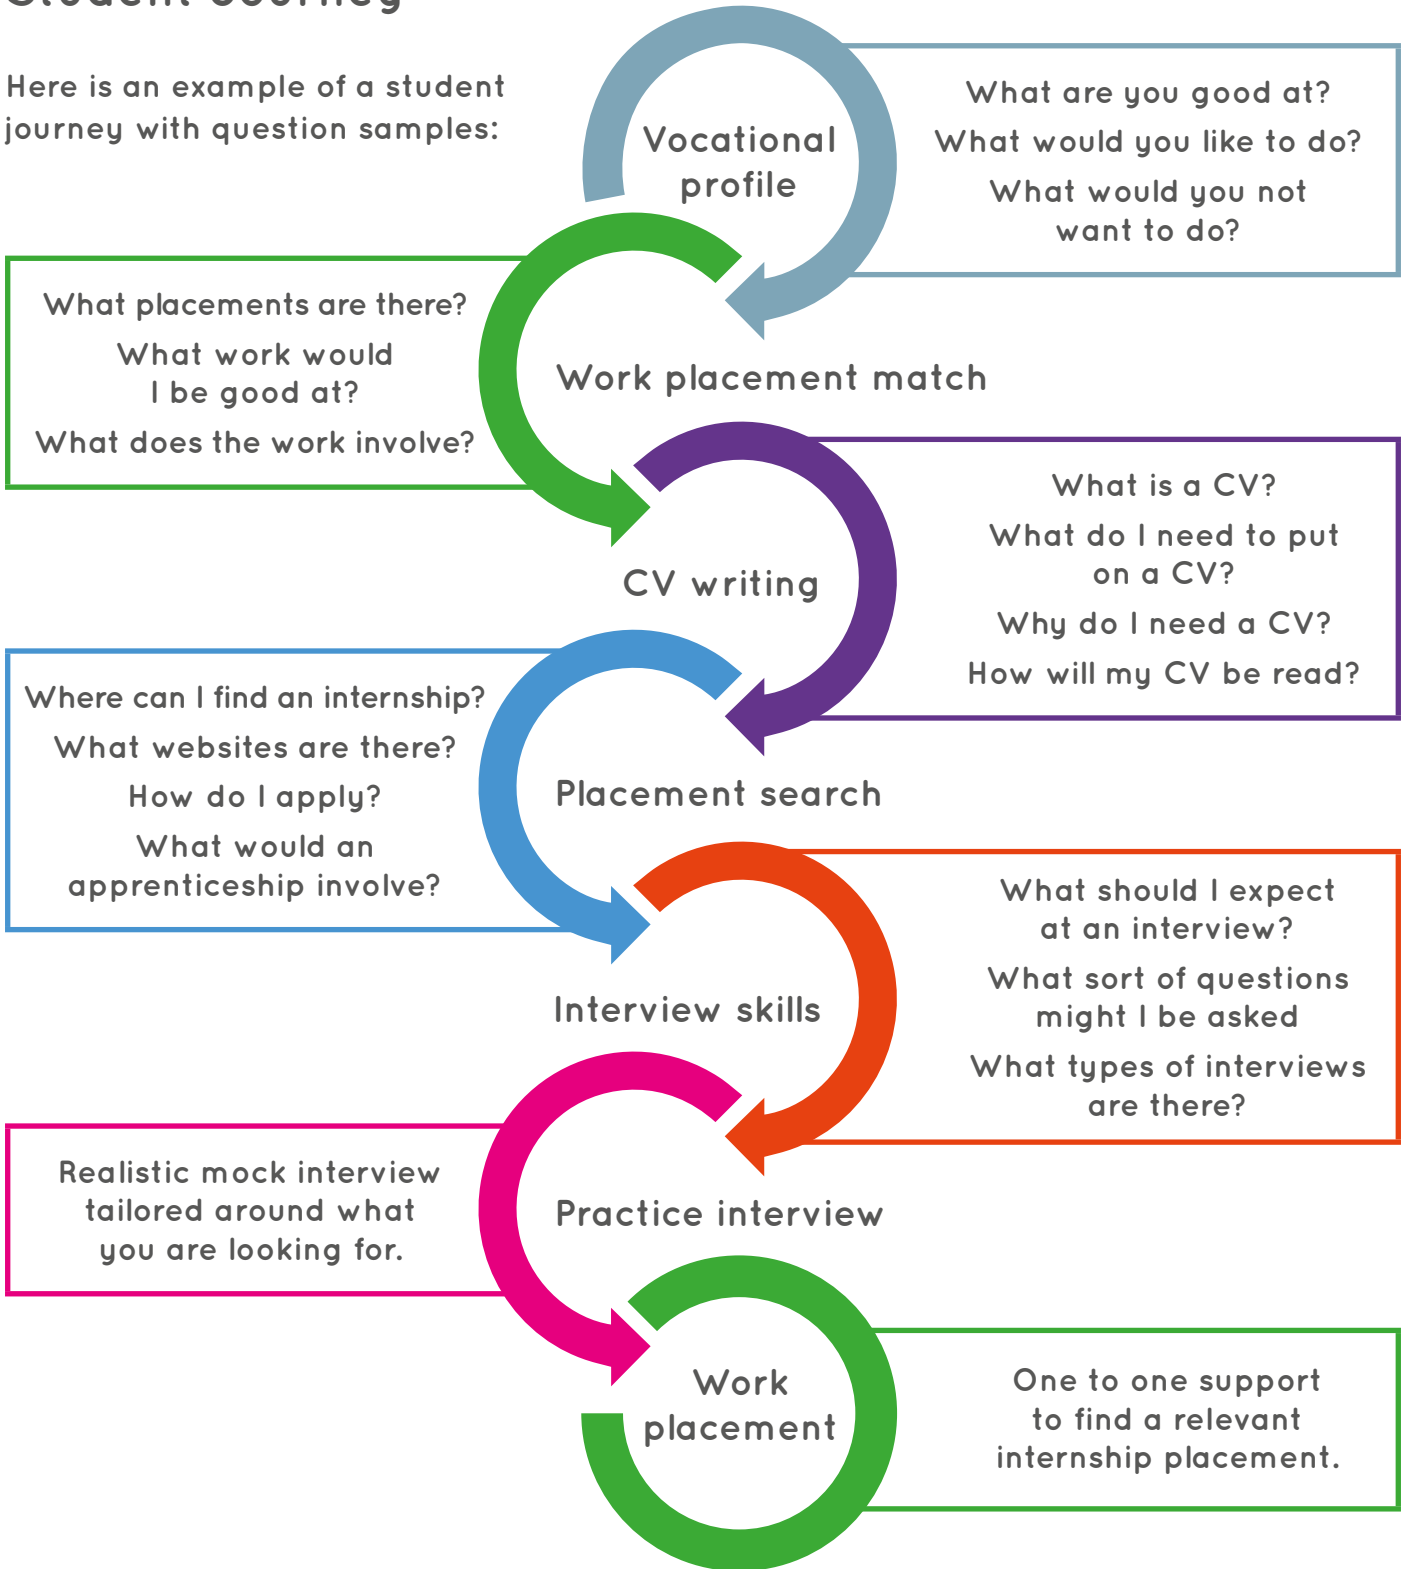 Student Journey
Here is an example of a student
journey with question samples:
Vocational
profile
What are you good at?
What would you like to do?
What would you not
want to do?
What placements are there?
What work would
I be good at?
What does the work involve?
Work placement match
CV writing
What is a CV?
What do I need to put
on a CV?
Why do I need a CV?
How will my CV be read?
Where can I find an internship?
What websites are there?
How do I apply?
What would an
apprenticeship involve?
Placement search
Interview skills
What should I expect
at an interview?
What sort of questions
might I be asked
What types of interviews
are there?
Realistic mock interview
tailored around what
you are looking for.
Practice interview
Work
placement
One to one support
to find a relevant
internship placement.